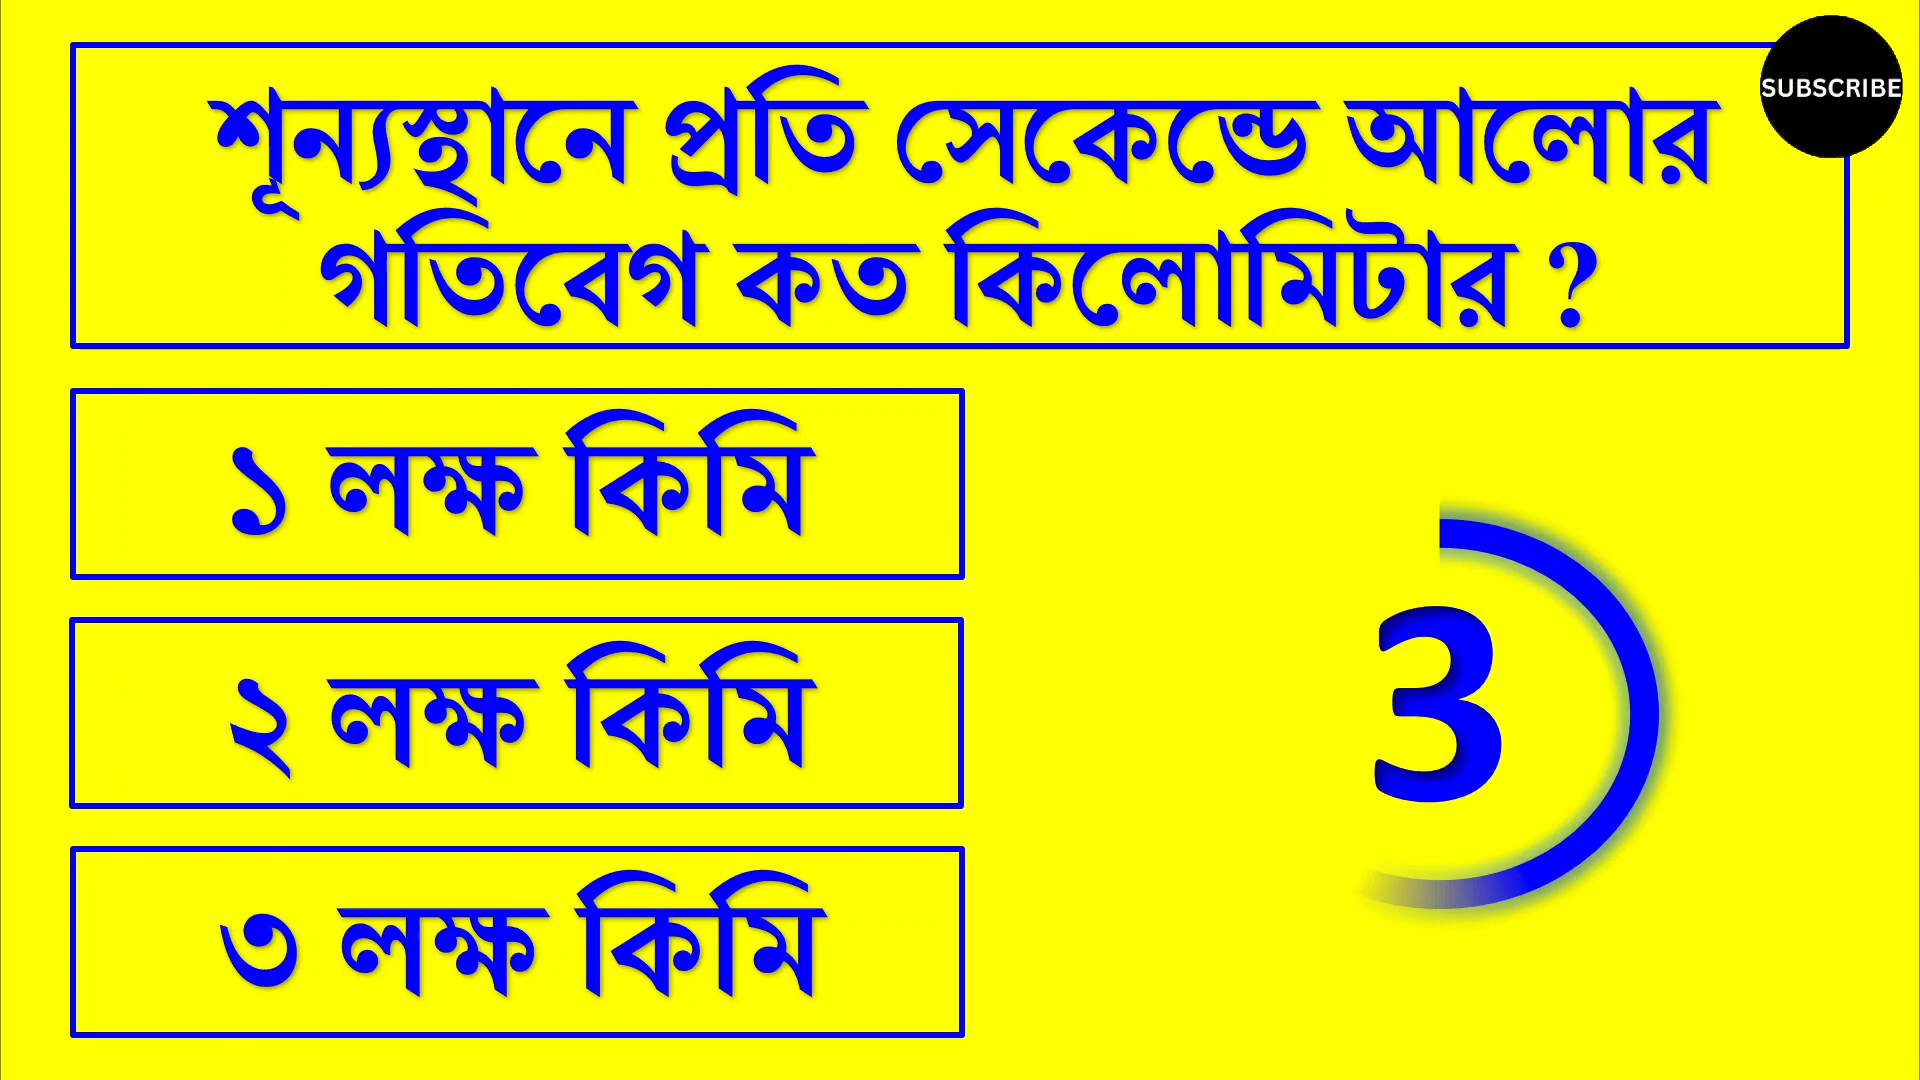 শূন্যস্থানে প্রতি সেকেন্ডে আলোর
গতিবেগ কত কিলোমিটার ?
SUBSCRIBE
১ লক্ষ কিমি
২ লক্ষ কিমি
৩ লক্ষ কিমি
3